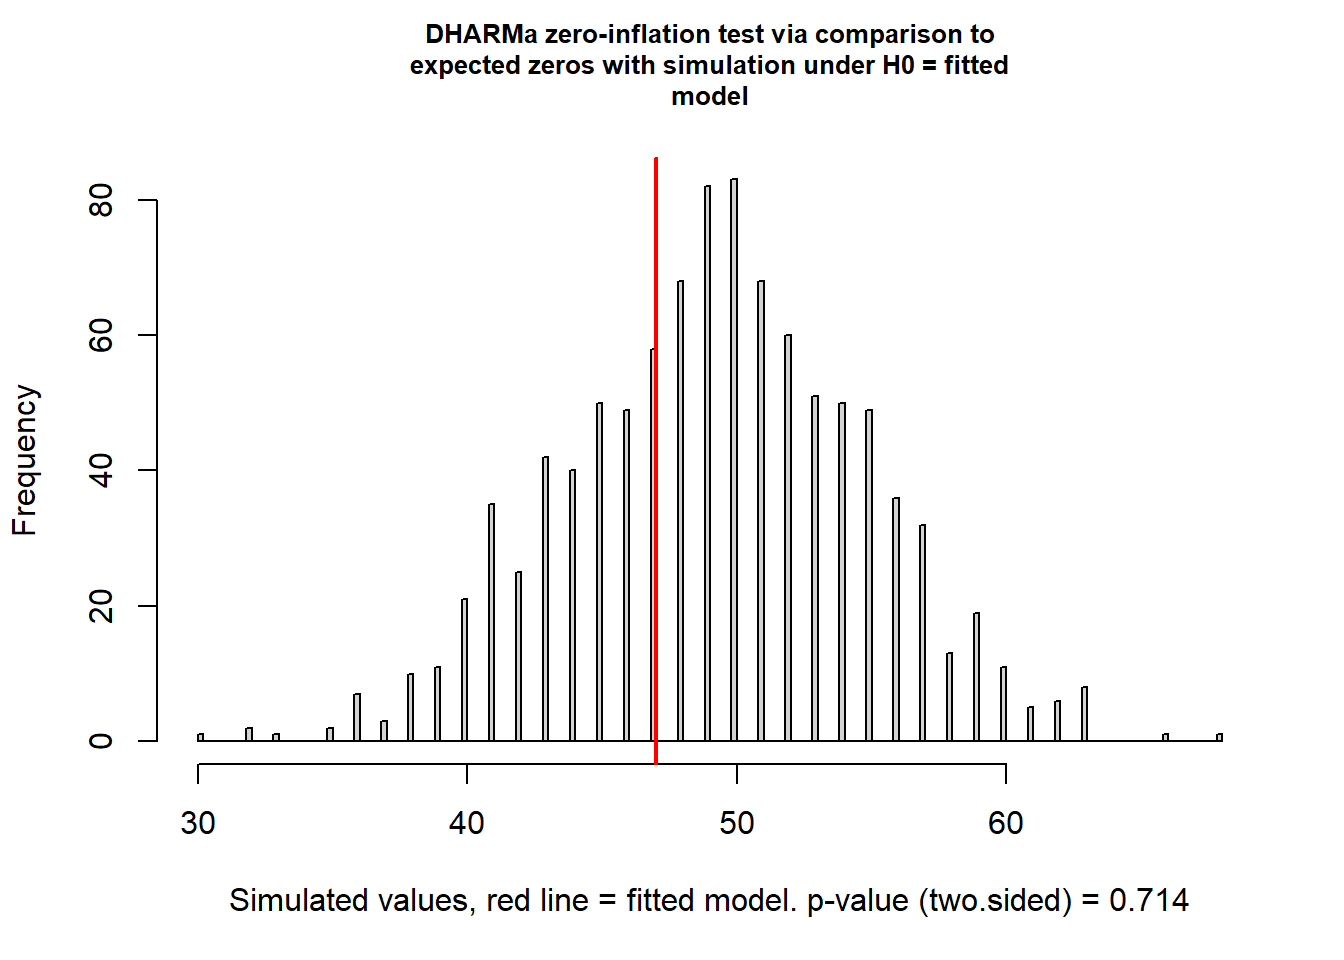 DHARMa zero-inflation test via comparison to
expected zeros with simulation under H0 = fitted
model
Frequency
80
60
40
20
0
30 40 50 60
Simulated values, red line = fitted model. p-value (two.sided) = 0.714